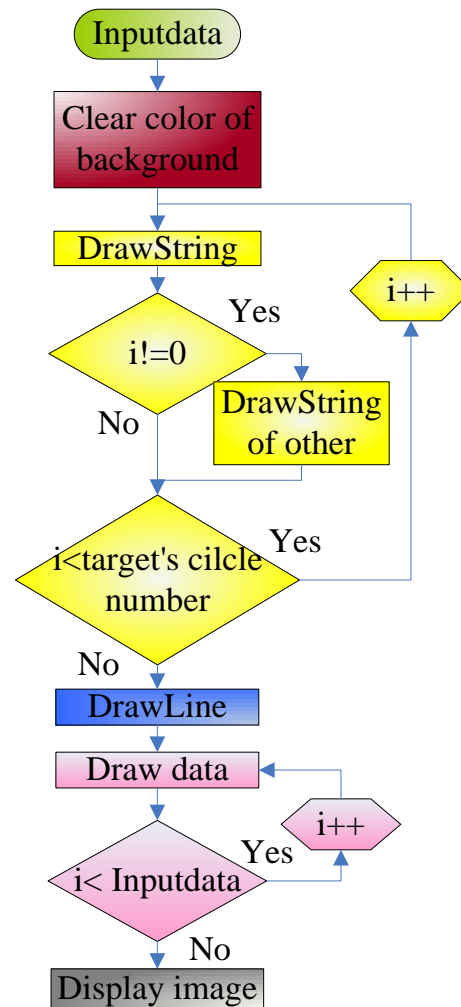 Inputdata
Clear color of
background
DrawString
i++
Yes
i!=0
DrawString
of other
No
i<target's cilcle
number
Yes
No
DrawLine
Draw data
i++
Yes
i< Inputdata
No
Display image